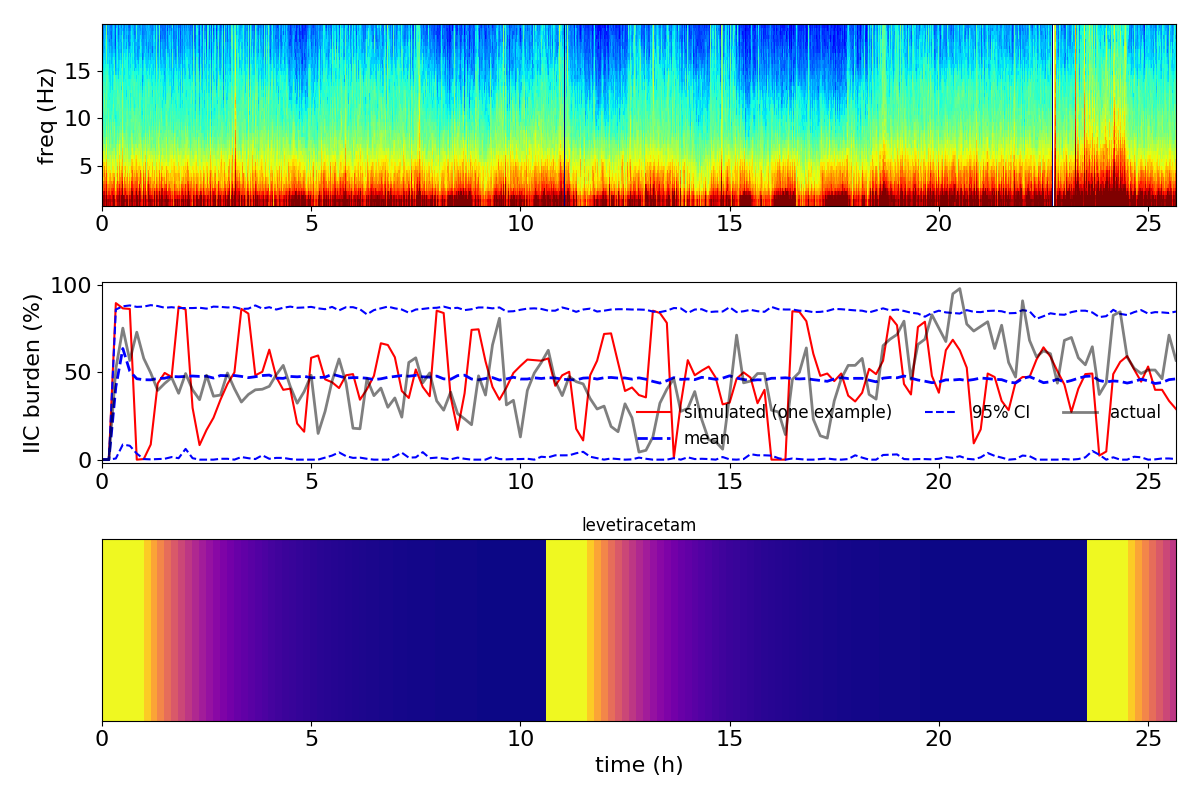 freq (Hz)
15
10
5
0 5 10 15 20 25
IIC burden (%)
100
50
0
simulated (one example) 95% CI actual
mean
0 5 10 15 20 25
levetiracetam
0 5 10 15 20 25
time (h)